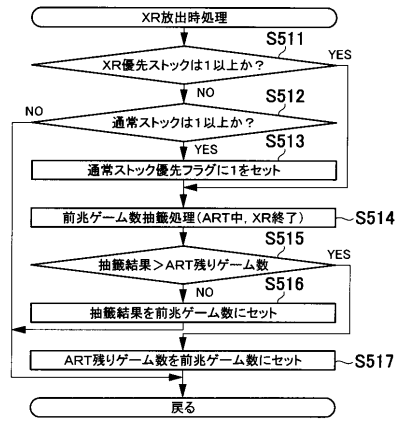 XR放出時処理
S511
XR優先ストックは1以上か?
YES
NO
S512
NO
通常ストックは1以上か?
YES
S513
通常ストック優先フラグに1をセット
前兆ゲーム数抽籤処理(ART中, XR終了)
S514
S515
抽籤結果>ART残りゲーム数
YES
NO
S516
抽籤結果を前兆ゲーム数にセット
ART残りゲーム数を前兆ゲーム数にセット
S517
戻る